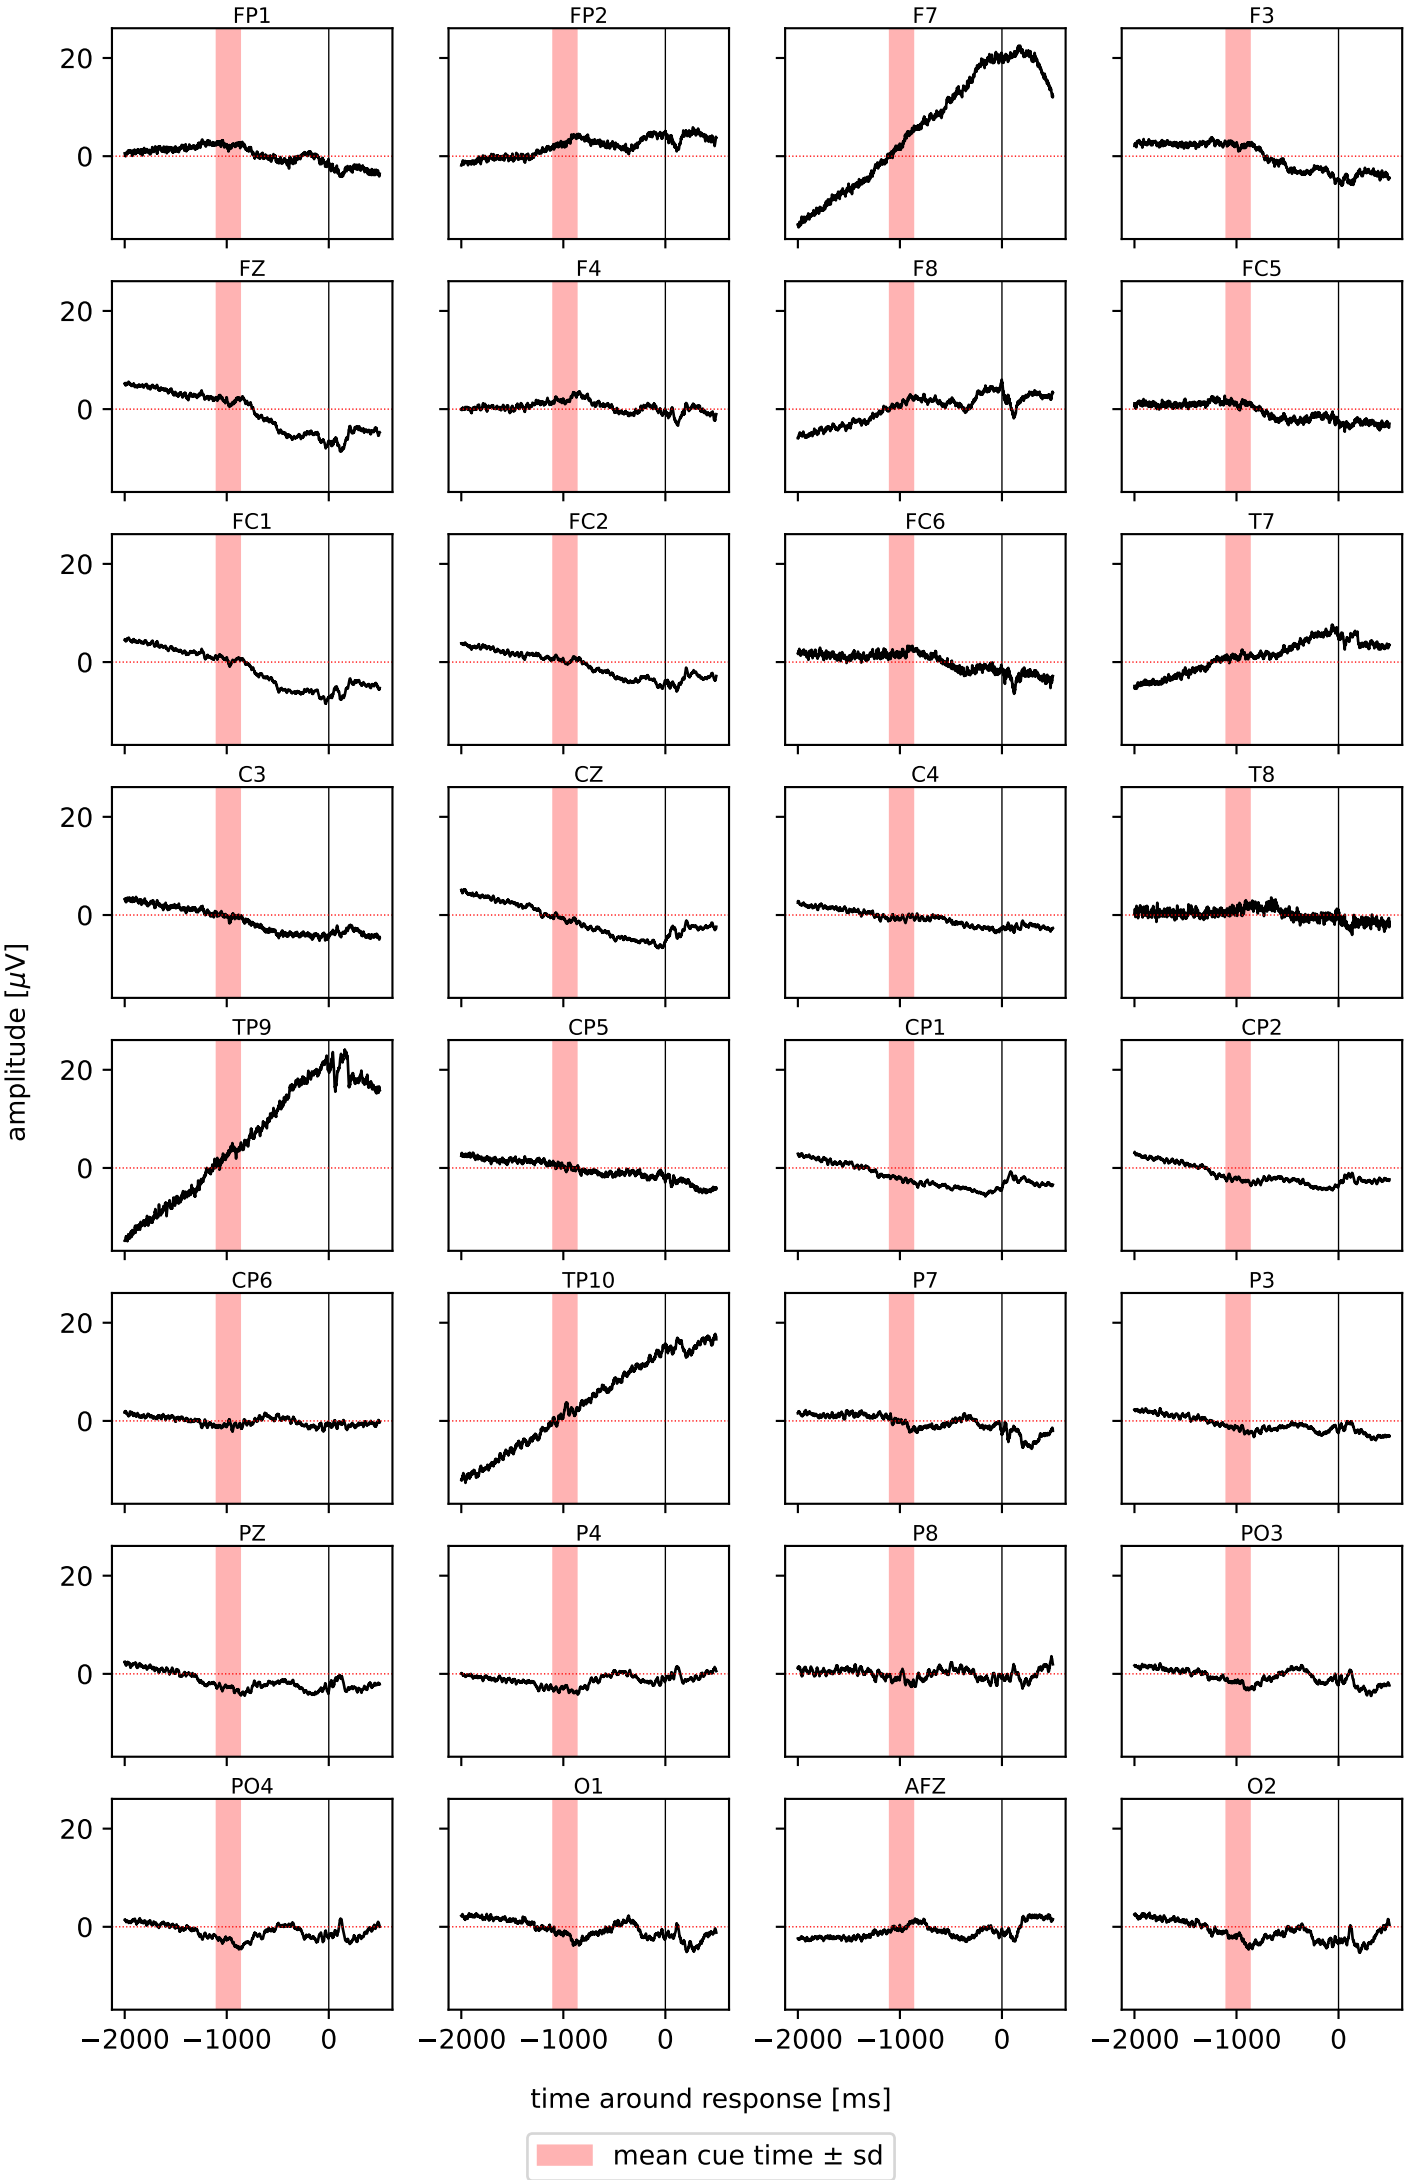 FP1 FP2 F7 F3
20
0
FZ F4 F8 FC5
20
0
FC1 FC2 FC6 T7
20
0
C3 CZ C4 T8
20
0
amplitude [μV]
TP9 CP5 CP1 CP2
20
0
CP6 TP10 P7 P3
20
0
PZ P4 P8 PO3
20
0
PO4 O1 AFZ O2
20
0
−2000 −1000 0 −2000 −1000 0 −2000 −1000 0 −2000 −1000 0
time around response [ms]
mean cue time ± sd